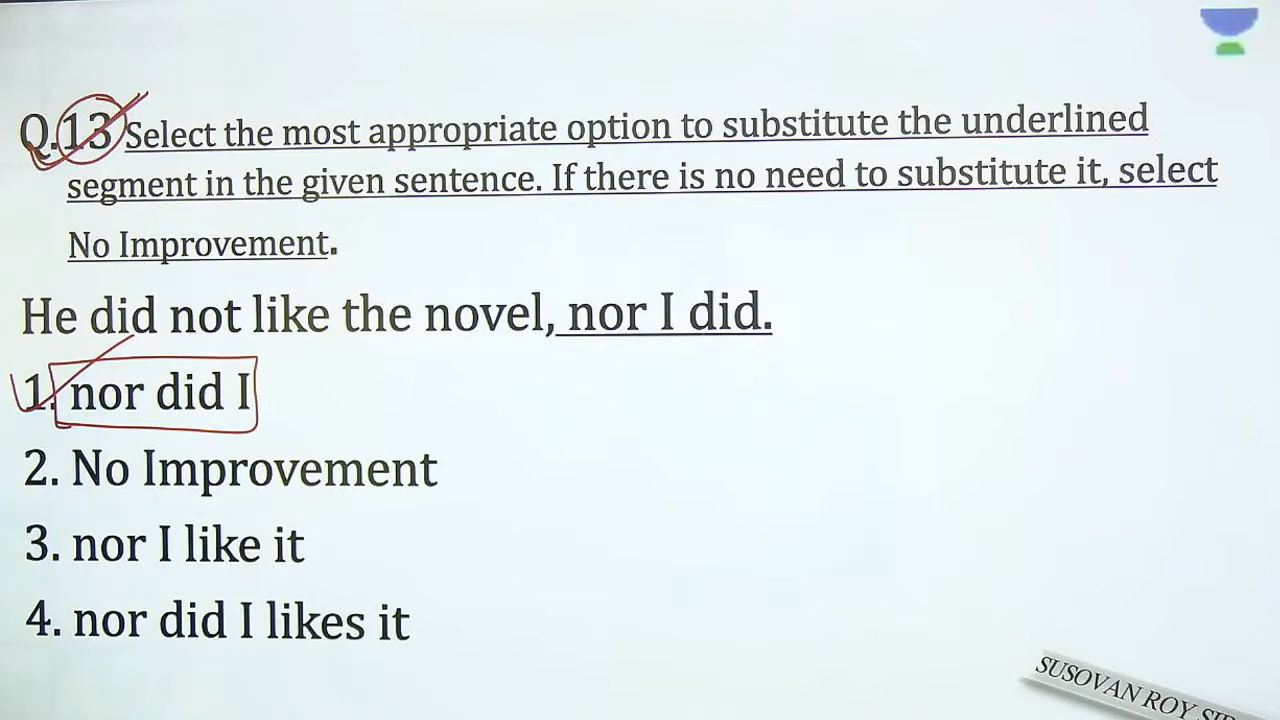 Q.13 Select the most appropriate option to substitute the underlined
segment in the given sentence. If there is no need to substitute it, select
No Improvement.
He did not like the novel, nor I did.
1. nor did I
2. No Improvement
3. nor I like it
4. nor did I likes it
SUSOVAN ROY SIR